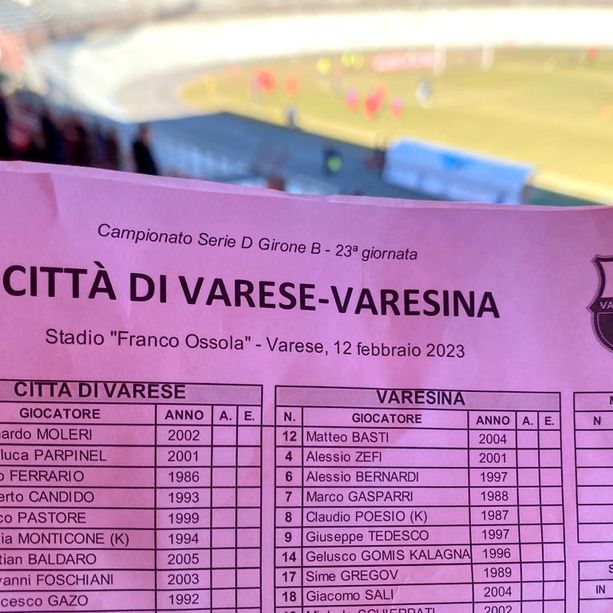 Campionato Serie D Girone B - 23ª giornata
CITTÀ DI VARESE-VARESINA
Stadio "Franco Ossola" - Varese, 12 febbraio 2023
CITTÀ DI VARESE
GIOCATORE ANNO A. E.
MOLERI 2002
PARPINEL 2001
FERRARIO 1986
CANDIDO 1993
PASTORE 1999
MONTICONE (K) 1994
BALDARO 2005
FOSCHIANI 2003
GAZO 1992
VARESINA
N. GIOCATORE ANNO A. E.
12 Matteo BASTI 2004
4 Alessio ZEFI 2001
6 Alessio BERNARDI 1997
7 Marco GASPARRI 1988
8 Claudio POESIO (K) 1987
9 Giuseppe TEDESCO 1997
14 Gelusco GOMIS KALAGNA 1996
17 Sime GREGOV 1989
18 Giacomo SALI 2004
2002
N